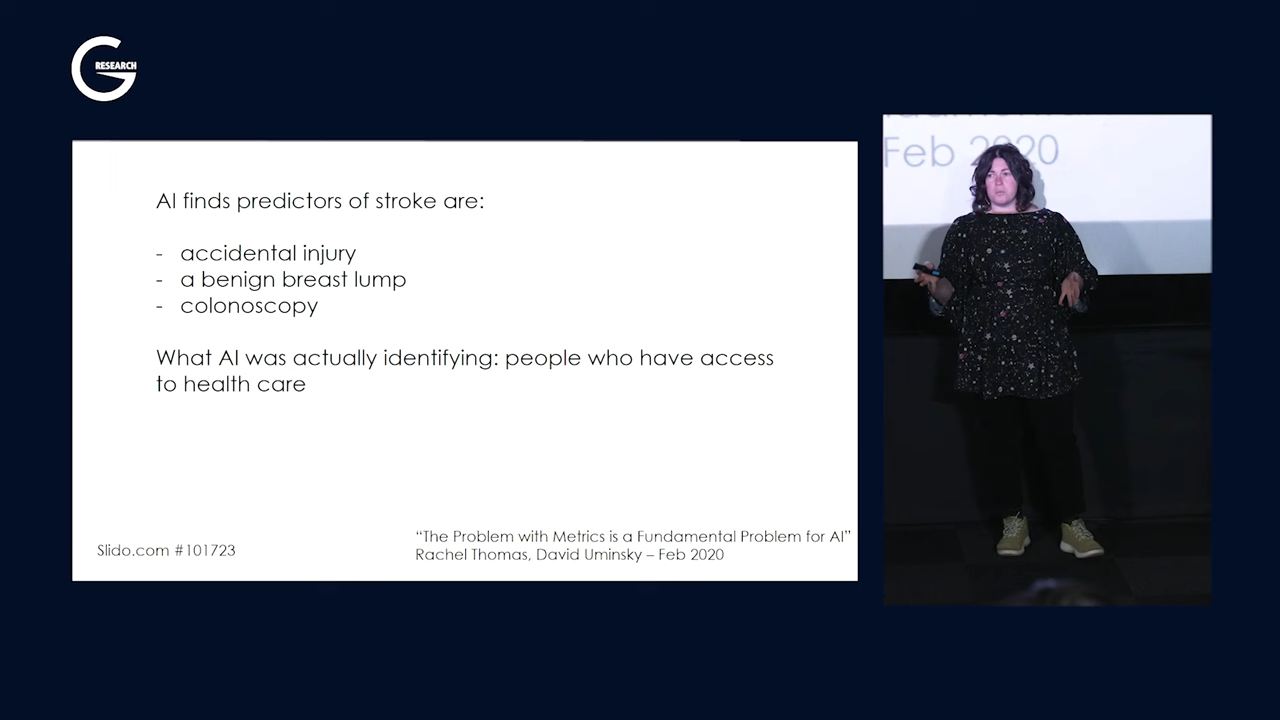 RESEARCH
AI finds predictors of stroke are:
- accidental injury
- a benign breast lump
- colonoscopy
What AI was actually identifying: people who have access
to health care
Slido.com #101723
“The Problem with Metrics is a Fundamental Problem for AI”
Rachel Thomas, David Uminsky – Feb 2020
Feb 2020